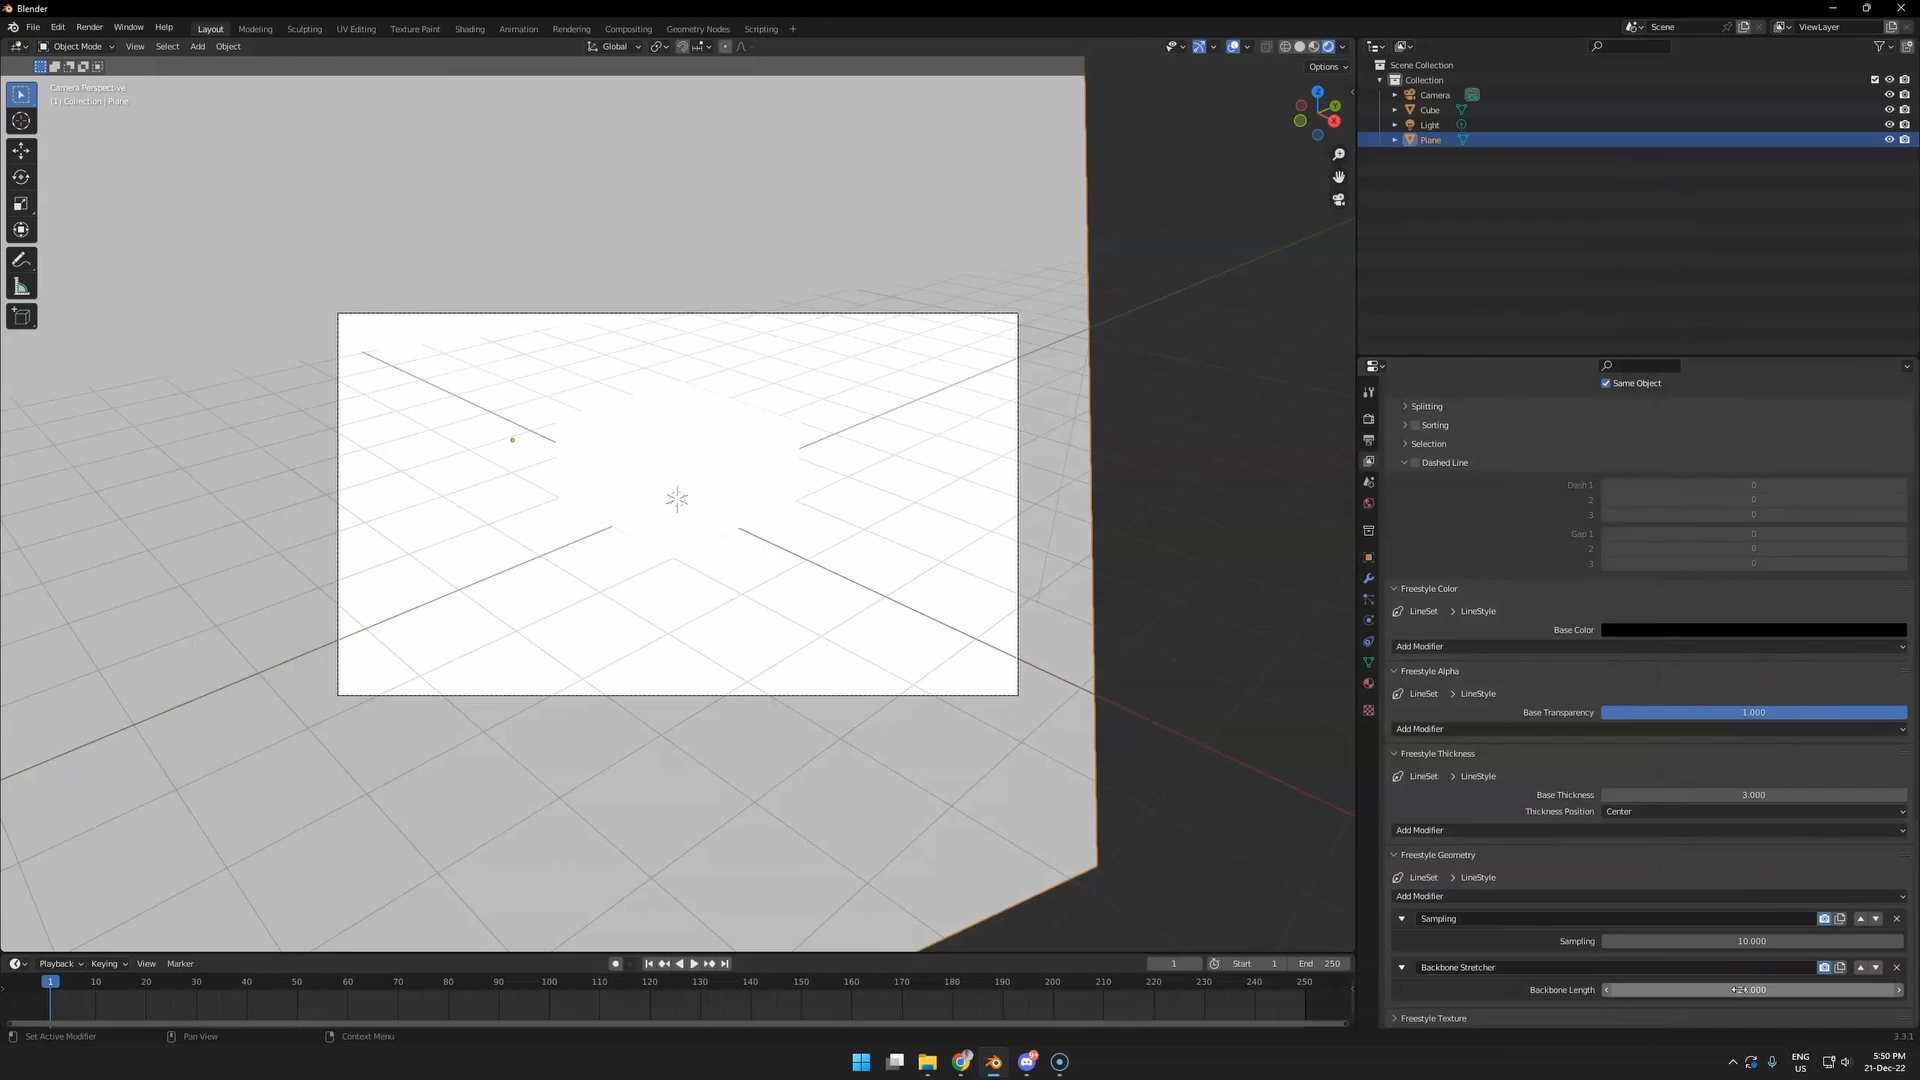 Blender
File Edit Render Window Help Layout Modeling Sculpting UV Editing Texture Paint Shading Animation Rendering Compositing Geometry Nodes Scripting + Scene ViewLayer
Object Mode View Select Add Object Global
Options
Camera Perspective
(1) Collection | Plane
Z
Y
X
Scene Collection
Collection
Camera
Cube
Light
Plane
Same Object
Splitting
Sorting
Selection
Dashed Line
Dash 1 0
2 0
3 0
Gap 1 0
2 0
3 0
Freestyle Color
LineSet > LineStyle
Base Color
Add Modifier
Freestyle Alpha
LineSet > LineStyle
Base Transparency 1.000
Add Modifier
Freestyle Thickness
LineSet > LineStyle
Base Thickness 3.000
Thickness Position Center
Add Modifier
Freestyle Geometry
LineSet > LineStyle
Add Modifier
Sampling
Sampling 10.000
Backbone Stretcher
Backbone Length .000
Freestyle Texture
Playback Keying View Marker 1 Start 1 End 250
1 10 20 30 40 50 60 70 80 90 100 110 120 130 140 150 160 170 180 190 200 210 220 230 240 250
Set Active Modifier Pan View Context Menu 3.3.1
ENG
US
5:50 PM
21-Dec-22